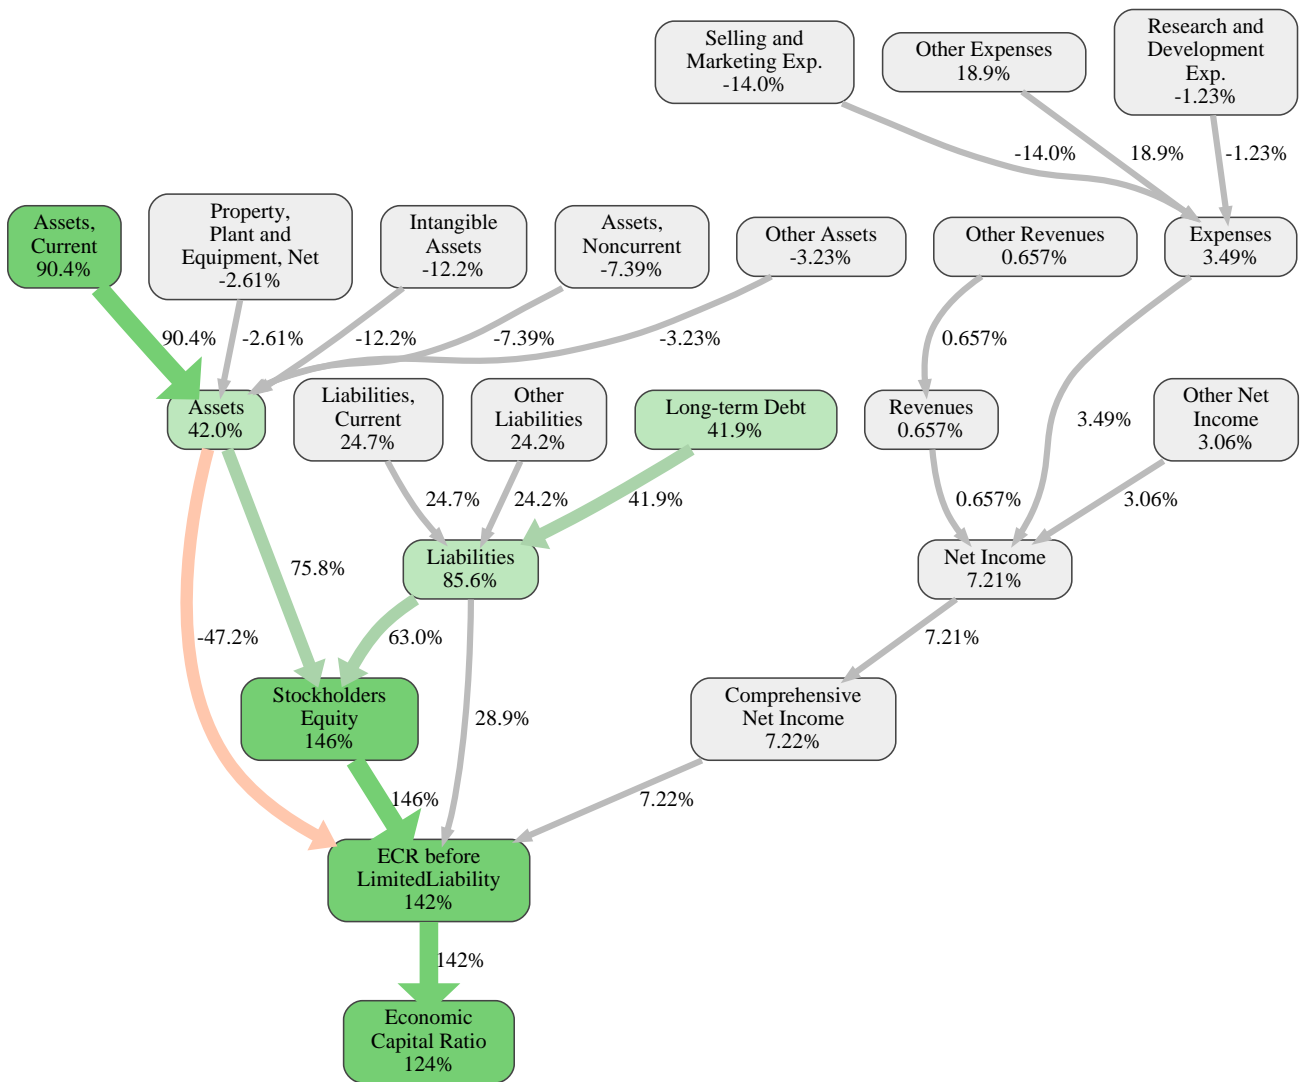 Selling and
Marketing Exp.
-14.0%
Other Expenses
18.9%
Research and
Development
Exp.
-1.23%
-14.0%
18.9%
-1.23%
Assets,
Current
90.4%
Property,
Plant and
Equipment, Net
-2.61%
Intangible
Assets
-12.2%
Assets,
Noncurrent
-7.39%
Other Assets
-3.23%
Other Revenues
0.657%
Expenses
3.49%
90.4%
-2.61%
-12.2%
-7.39%
-3.23%
0.657%
Assets
42.0%
Liabilities,
Current
24.7%
Other
Liabilities
24.2%
Long-term Debt
41.9%
Revenues
0.657%
3.49%
Other Net
Income
3.06%
24.7%
24.2%
41.9%
0.657%
3.06%
75.8%
Liabilities
85.6%
Net Income
7.21%
-47.2%
63.0%
7.21%
Stockholders
Equity
146%
28.9%
Comprehensive
Net Income
7.22%
146%
7.22%
ECR before
LimitedLiability
142%
142%
Economic
Capital Ratio
124%